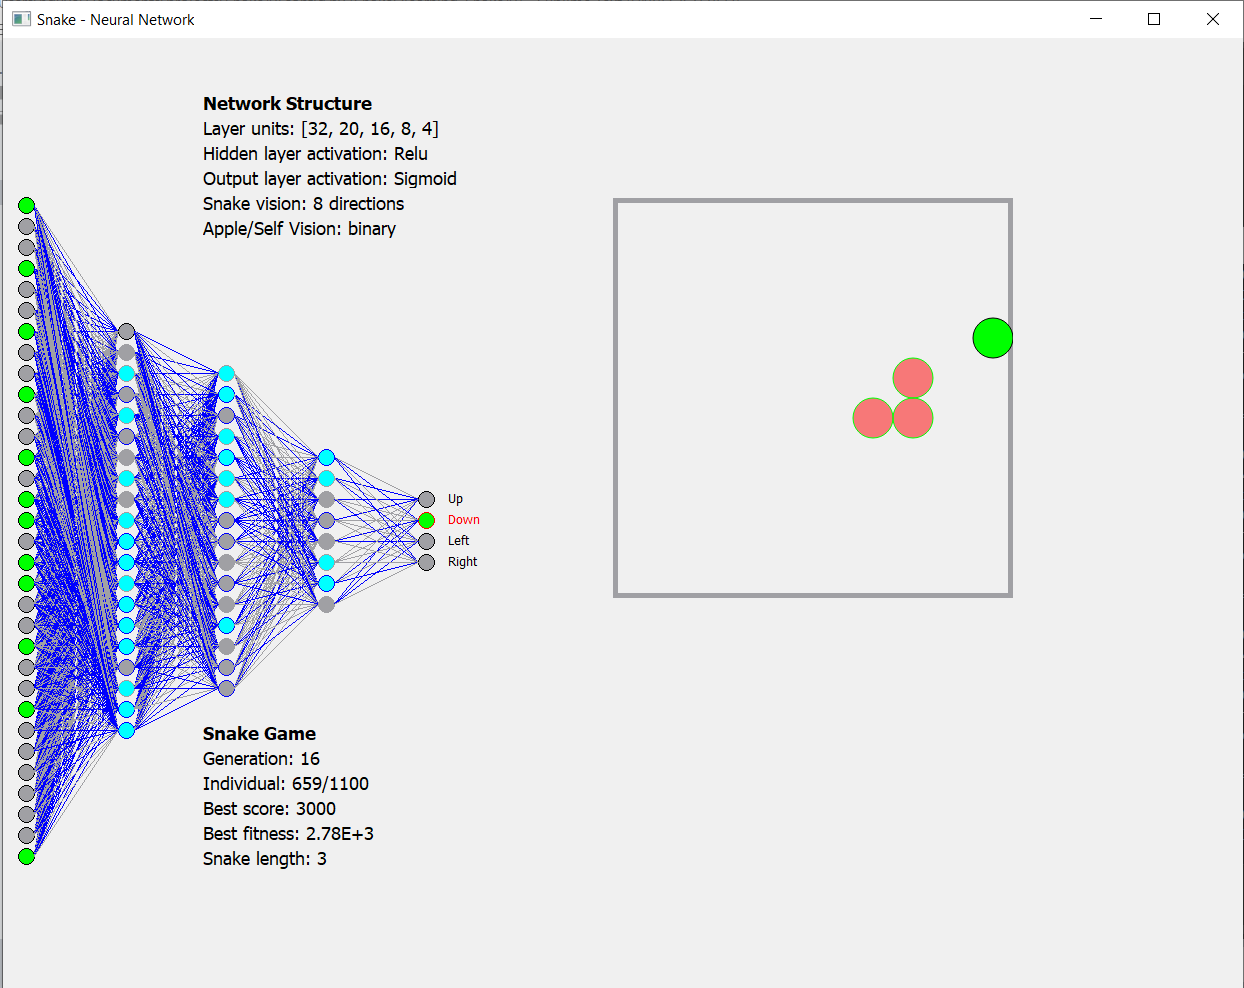 Snake - Neural Network
Network Structure
Layer units: [32, 20, 16, 8, 4]
Hidden layer activation: Relu
Output layer activation: Sigmoid
Snake vision: 8 directions
Apple/Self Vision: binary
Up
Down
Left
Right
Snake Game
Generation: 16
Individual: 659/1100
Best score: 3000
Best fitness: 2.78E+3
Snake length: 3